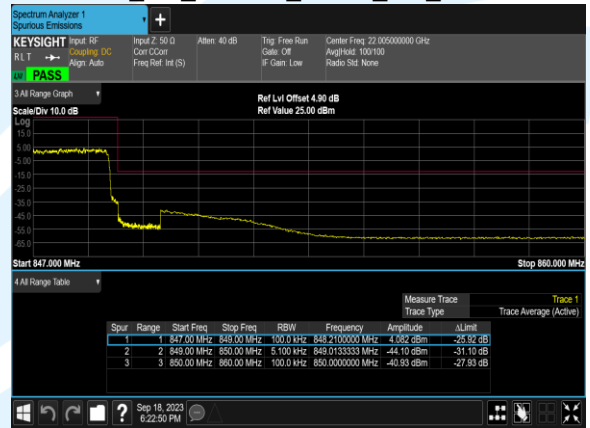 Spectrum Analyzer 1
Spurious Emissions
KEYSIGHT Input: RF Input Z: 50 Ω Atten: 40 dB Trig: Free Run Center Freq: 22.005000000 GHz
RLT Coupling: DC Corr CCorr Gate: Off Avg|Hold: 100/100
Align: Auto Freq Ref: Int (S) IF Gain: Low Radio Std: None
PASS
3 All Range Graph
Ref Lvl Offset 4.90 dB
Scale/Div 10.0 dB Ref Value 25.00 dBm
Log
15.0
5.00
-5.00
-15.0
-25.0
-35.0
-45.0
-55.0
-65.0
Start 847.000 MHz Stop 860.000 MHz
4 All Range Table
Measure Trace Trace 1
Trace Type Trace Average (Active)
Spur Range Start Freq Stop Freq RBW Frequency Amplitude ΔLimit
1 1 847.00 MHz 849.00 MHz 100.0 kHz 848.2100000 MHz 4.082 dBm -25.92 dB
2 2 849.00 MHz 850.00 MHz 5.100 kHz 849.0133333 MHz -44.10 dBm -31.10 dB
3 3 850.00 MHz 860.00 MHz 100.0 kHz 850.0000000 MHz -40.93 dBm -27.93 dB
? Sep 18, 2023
6:22:50 PM